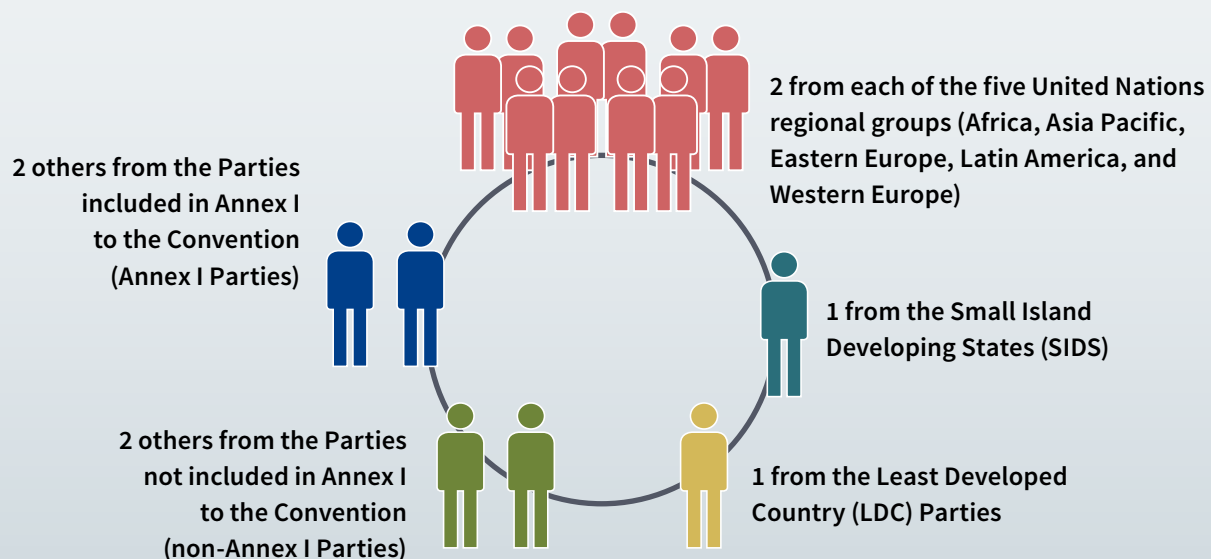 2 from each of the five United Nations
regional groups (Africa, Asia Pacific,
Eastern Europe, Latin America, and
Western Europe)
2 others from the Parties
included in Annex I
to the Convention
(Annex I Parties)
1 from the Small Island
Developing States (SIDS)
2 others from the Parties
not included in Annex I
to the Convention
(non-Annex I Parties)
1 from the Least Developed
Country (LDC) Parties